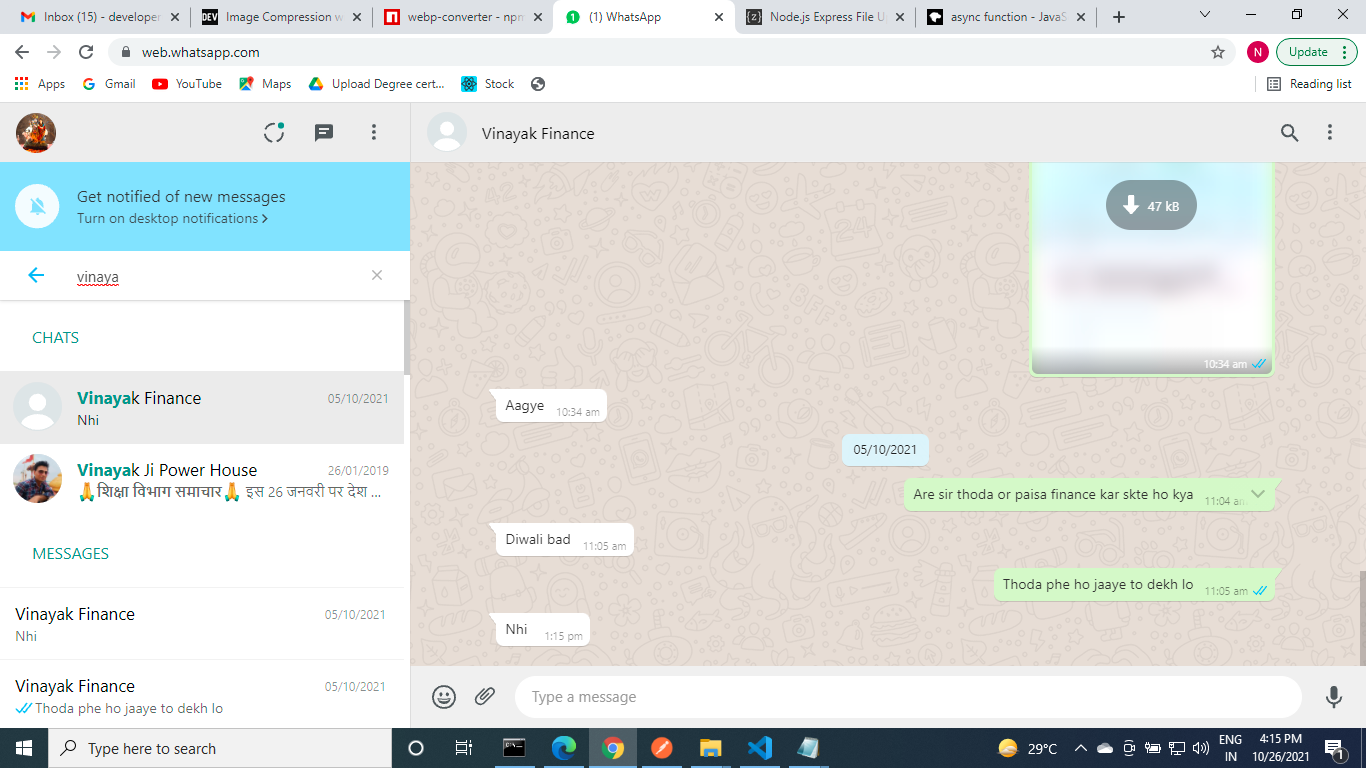 Inbox (15) - developer
Image Compression w
webp-converter - npm
(1) WhatsApp
Node.js Express File U
async function - JavaS
web.whatsapp.com
N
Update
Apps
Gmail
YouTube
Maps
Upload Degree cert...
Stock
Reading list
Vinayak Finance
Get notified of new messages
Turn on desktop notifications
vinaya
CHATS
Vinayak Finance
05/10/2021
Nhi
Vinayak Ji Power House
26/01/2019
🙏शिक्षा विभाग समाचार🙏 इस 26 जनवरी पर देश ...
MESSAGES
Vinayak Finance
05/10/2021
Nhi
Vinayak Finance
05/10/2021
Thoda phe ho jaaye to dekh lo
47 kB
10:34 am
Aagye 10:34 am
05/10/2021
Are sir thoda or paisa finance kar skte ho kya 11:04 a
Diwali bad 11:05 am
Thoda phe ho jaaye to dekh lo 11:05 am
Nhi 1:15 pm
Type a message
Type here to search
29°C
ENG
IN
4:15 PM
10/26/2021
1